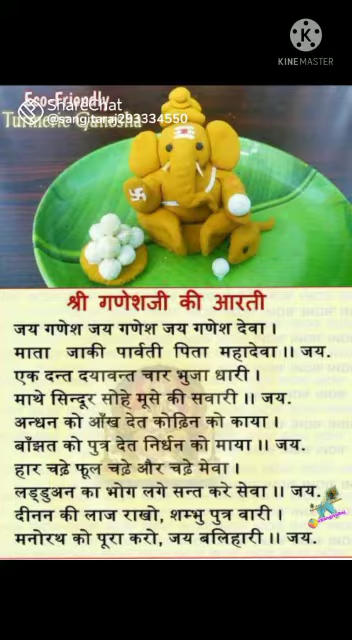 KINEMASTER
Eco-Friendly
ShareChat
@sangitaraj293334550
Turmeric Ganesha
श्री गणेशजी की आरती
जय गणेश जय गणेश जय गणेश देवा ।
माता जाकी पार्वती पिता महादेवा ।। जय.
एक दन्त दयावन्त चार भुजा धारी ।
माथे सिन्दूर सोहे मूसे की सवारी ।। जय.
अन्धन को आँख देत कोढ़िन को काया ।
बाँझत को पुत्र देत निर्धन को माया ।। जय.
हार चढ़े फूल चढ़े और चढ़े मेवा ।
लड्डुअन का भोग लगे सन्त करे सेवा ।। जय.
दीनन की लाज राखो, शम्भु पुत्र वारी ।
मनोरथ को पूरा करो, जय बलिहारी ।। जय.